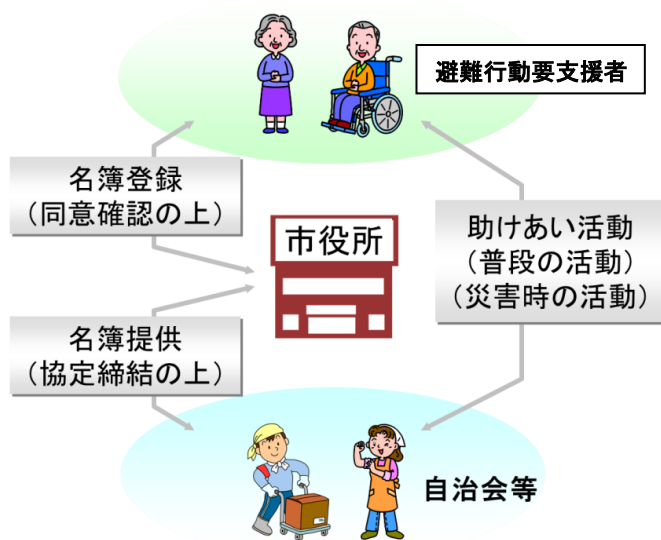 避難行動要支援者
名簿登録
（同意確認の上）
市役所
助けあい活動
（普段の活動）
（災害時の活動）
名簿提供
（協定締結の上）
自治会等